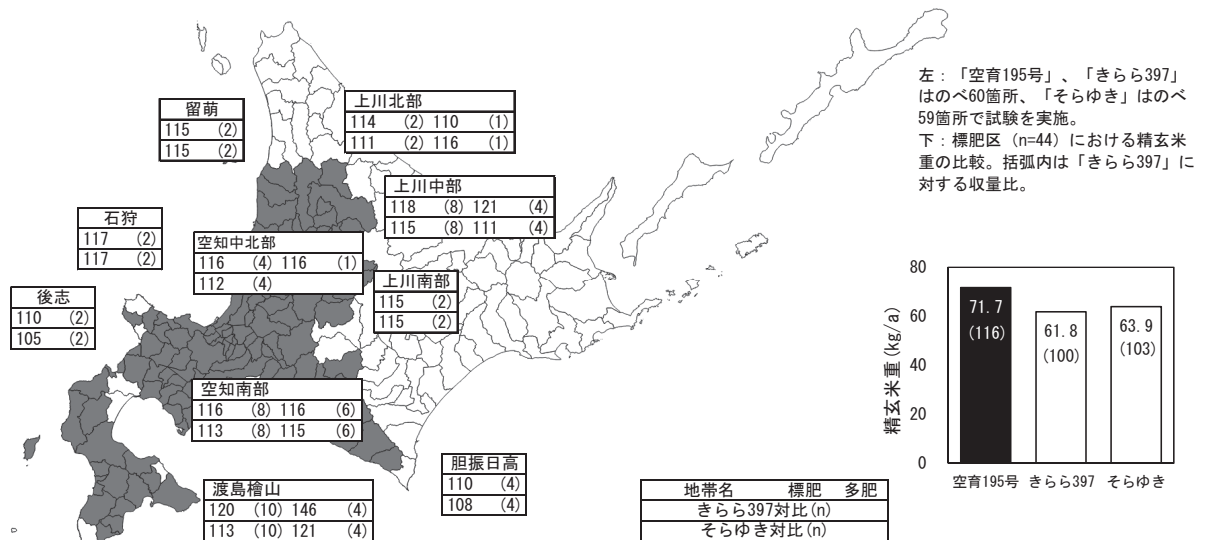 左：「空育195号」、「きらら397」
はのべ60箇所、「そらゆき」はのべ
59箇所で試験を実施。
下：標肥区（n=44）における精玄米
重の比較。括弧内は「きらら397」に
対する収量比。
留萌
115 (2)
115 (2)
上川北部
114 (2) 110 (1)
111 (2) 116 (1)
上川中部
118 (8) 121 (4)
115 (8) 111 (4)
石狩
117 (2)
117 (2)
空知中北部
116 (4) 116 (1)
112 (4)
上川南部
115 (2)
115 (2)
後志
110 (2)
105 (2)
空知南部
116 (8) 116 (6)
113 (8) 115 (6)
胆振日高
110 (4)
108 (4)
渡島檜山
120 (10) 146 (4)
113 (10) 121 (4)
地帯名 標肥 多肥
きらら397対比(n)
そらゆき対比(n)
精玄米重(kg/a)
80
60
40
20
0
71.7
(116)
61.8
(100)
63.9
(103)
空育195号 きらら397 そらゆき